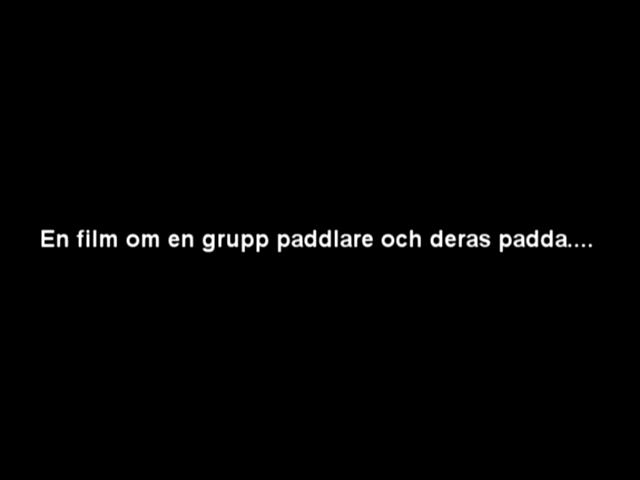 En film om en grupp paddlare och deras padda....